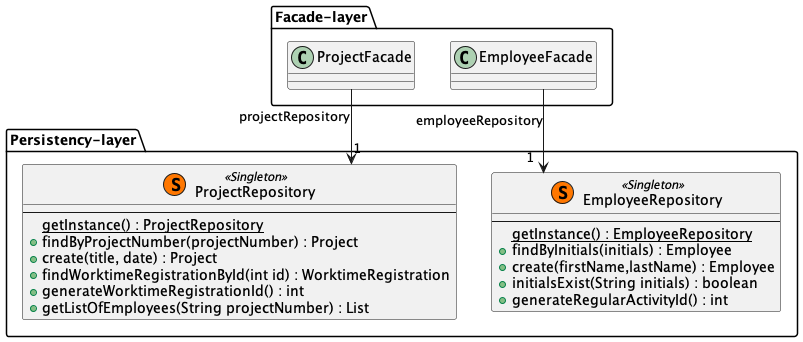 Facade-layer
C ProjectFacade
C EmployeeFacade
projectRepository
employeeRepository
1
1
Persistency-layer
S «Singleton»
ProjectRepository
getInstance() : ProjectRepository
findByProjectNumber(projectNumber) : Project
create(title, date) : Project
findWorktimeRegistrationById(int id) : WorktimeRegistration
generateWorktimeRegistrationId() : int
getListOfEmployees(String projectNumber) : List
S «Singleton»
EmployeeRepository
getInstance() : EmployeeRepository
findByInitials(initials) : Employee
create(firstName,lastName) : Employee
initialsExist(String initials) : boolean
generateRegularActivityId() : int